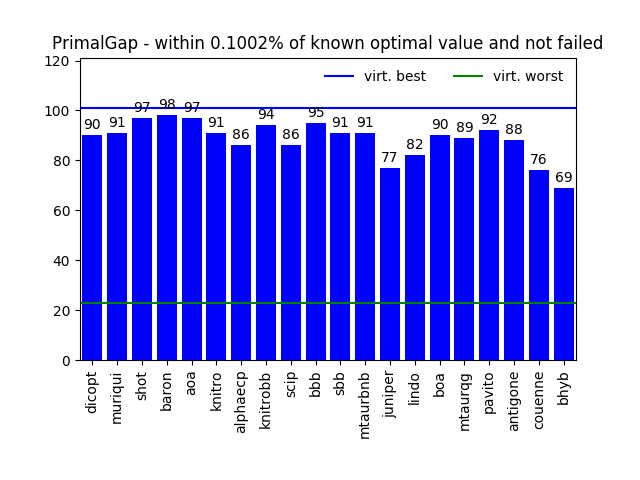 PrimalGap - within 0.1002% of known optimal value and not failed
virt. best virt. worst
120
100
80
60
40
20
0
90 91 97 98 97 91 86 94 86 95 91 91 77 82 90 89 92 88 76 69
dicopt muriqui shot baron aoa knitro alphaecp knitrobb scip bbb sbb mtaurbnb juniper lindo boa mtaurqg pavito antigone couenne bhyb